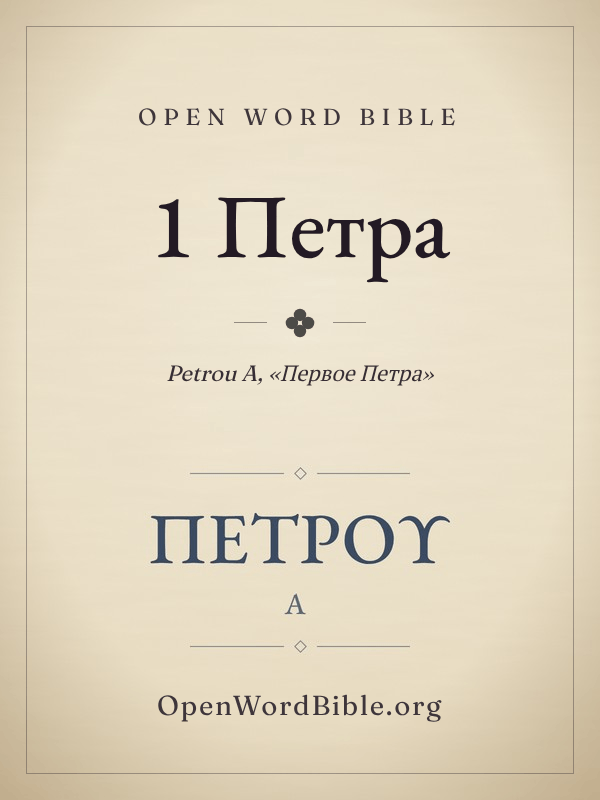 OPEN WORD BIBLE
1 Петра
Petrou A, «Первое Петра»
ΠΕΤΡΟΥ
Α
OpenWordBible.org